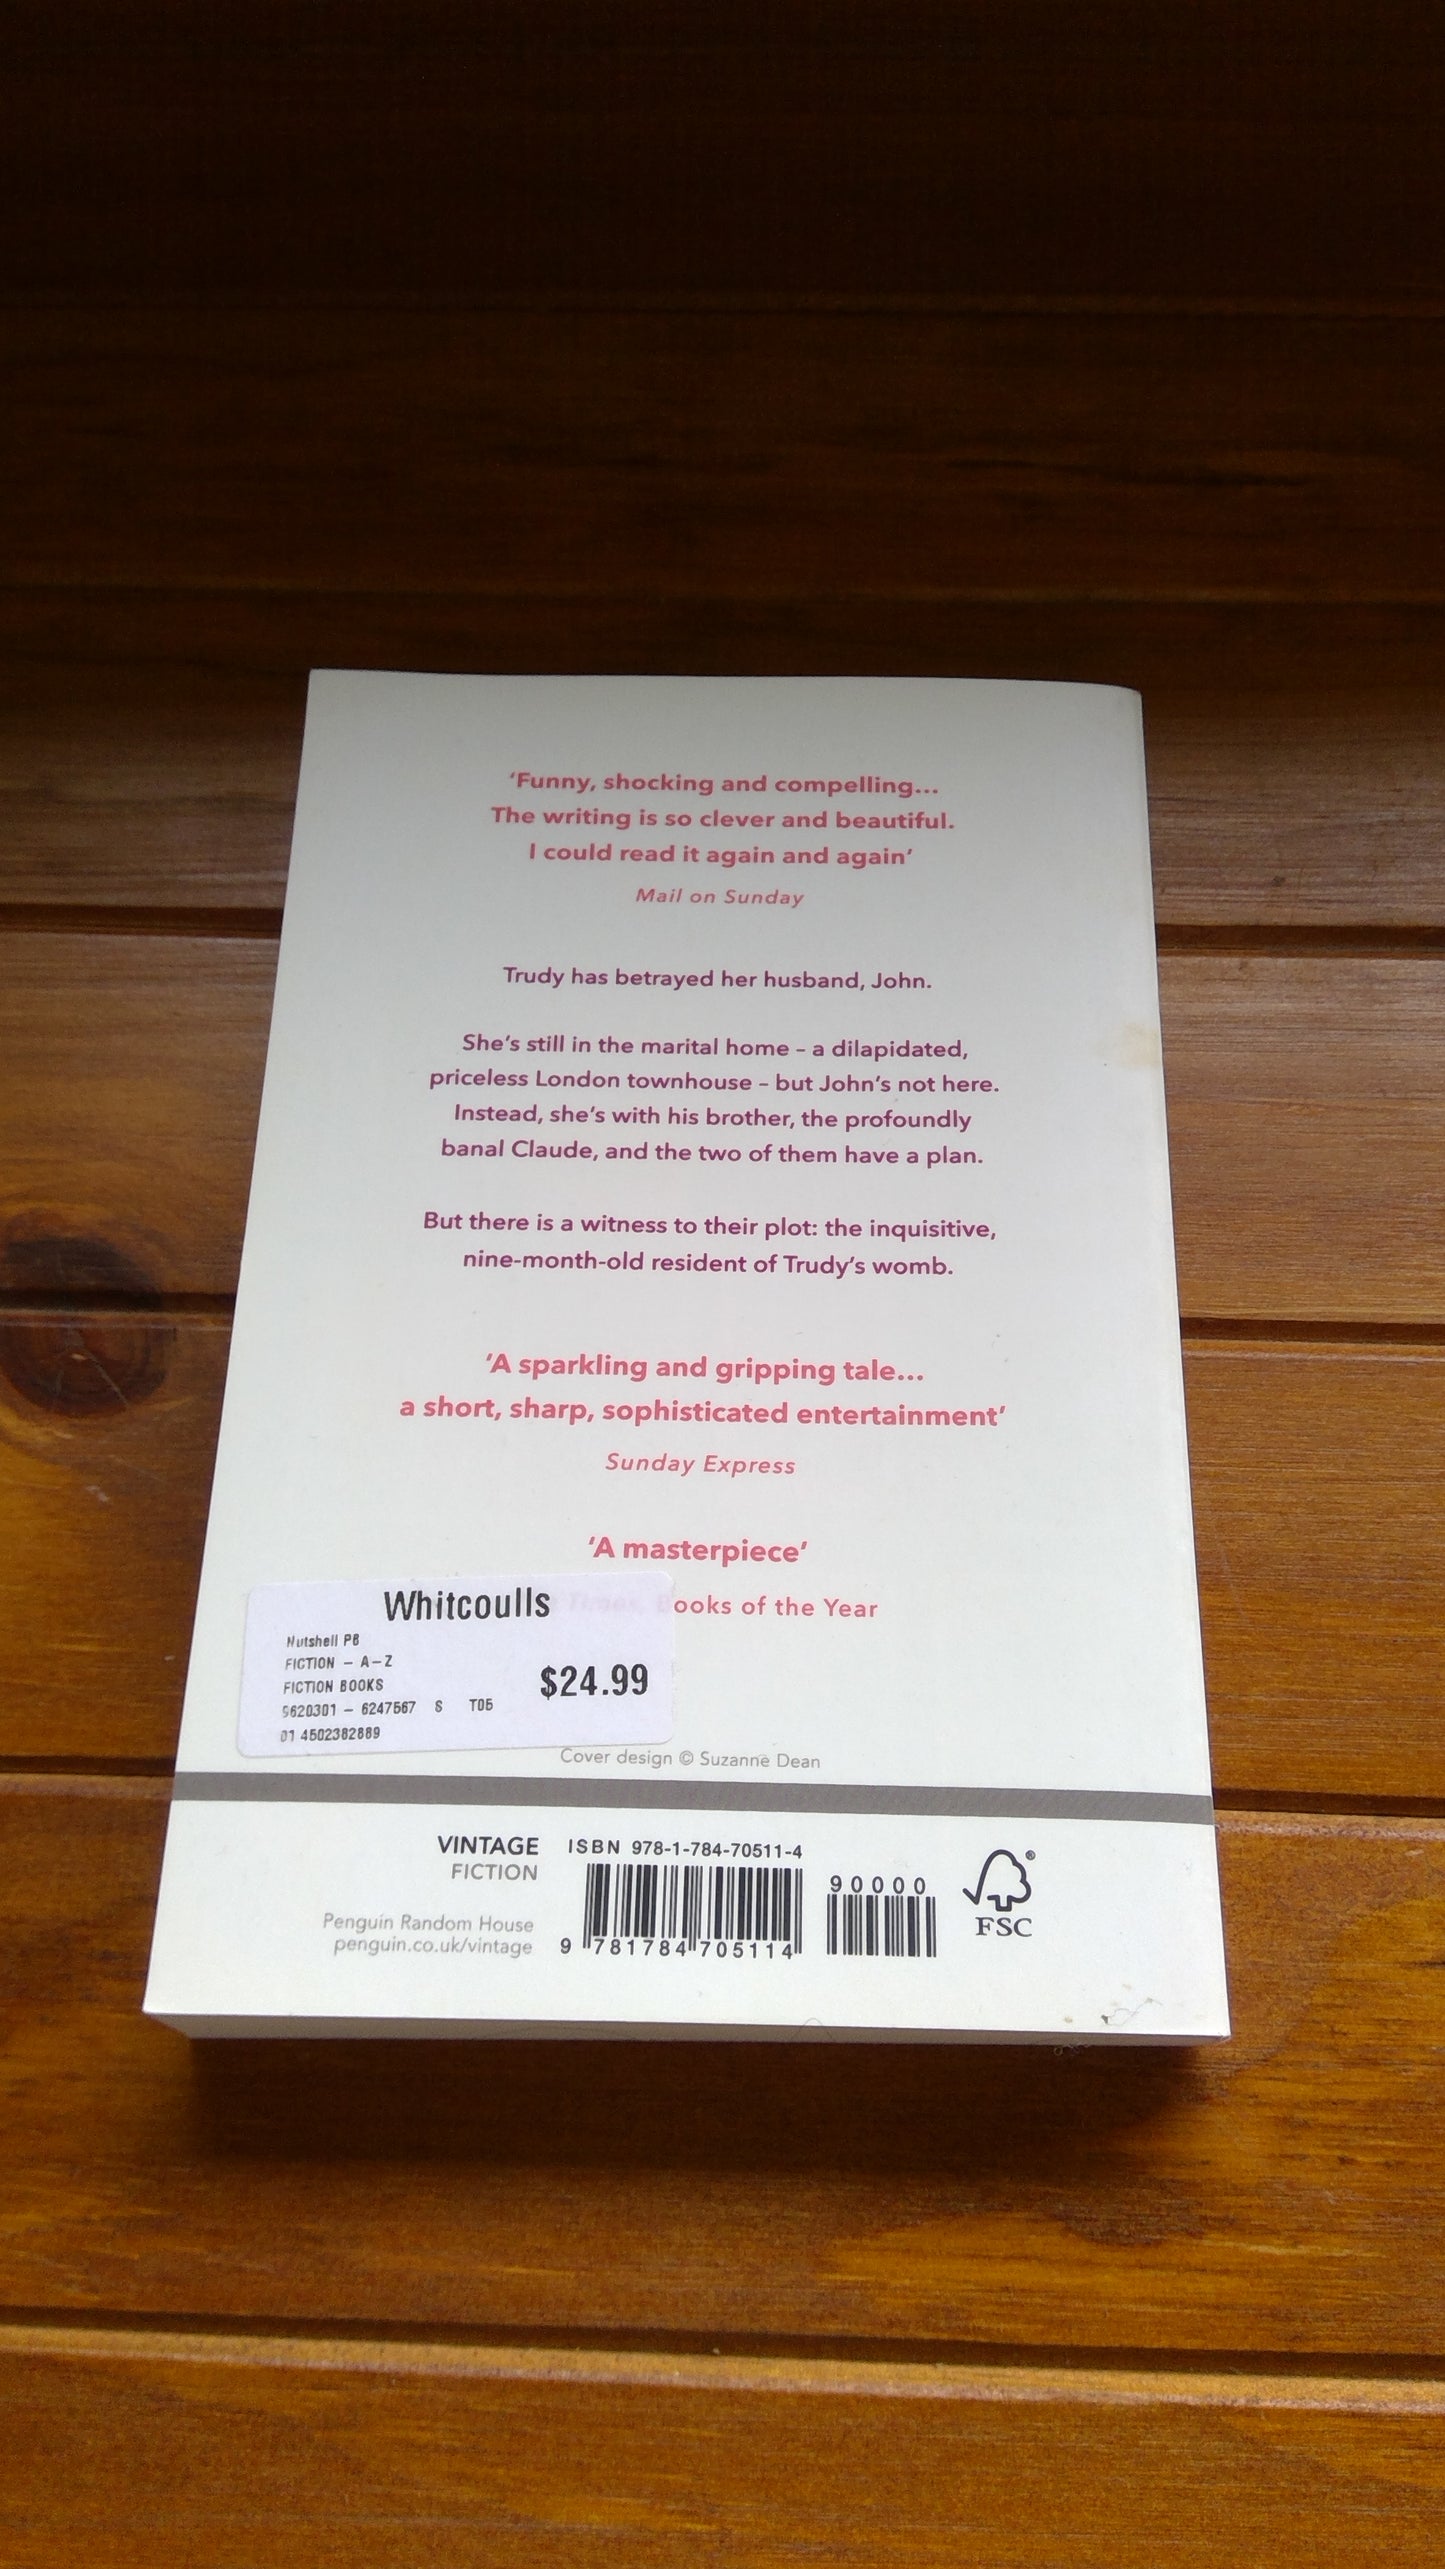 ‘Funny, shocking and compelling...
The writing is so clever and beautiful.
I could read it again and again’
Mail on Sunday
Trudy has betrayed her husband, John.
She’s still in the marital home – a dilapidated,
priceless London townhouse – but John’s not here.
Instead, she’s with his brother, the profoundly
banal Claude, and the two of them have a plan.
But there is a witness to their plot: the inquisitive,
nine-month-old resident of Trudy’s womb.
‘A sparkling and gripping tale...
a short, sharp, sophisticated entertainment’
Sunday Express
‘A masterpiece’
Times, Books of the Year
Whitcoulls
Nutshell PB
FICTION – A–Z
FICTION BOOKS
$24.99
5620301 – 6247567 S T05
01 4502382889
Cover design © Suzanne Dean
VINTAGE
FICTION
Penguin Random House
penguin.co.uk/vintage
ISBN 978-1-784-70511-4
9 781784 705114
90000
®
FSC